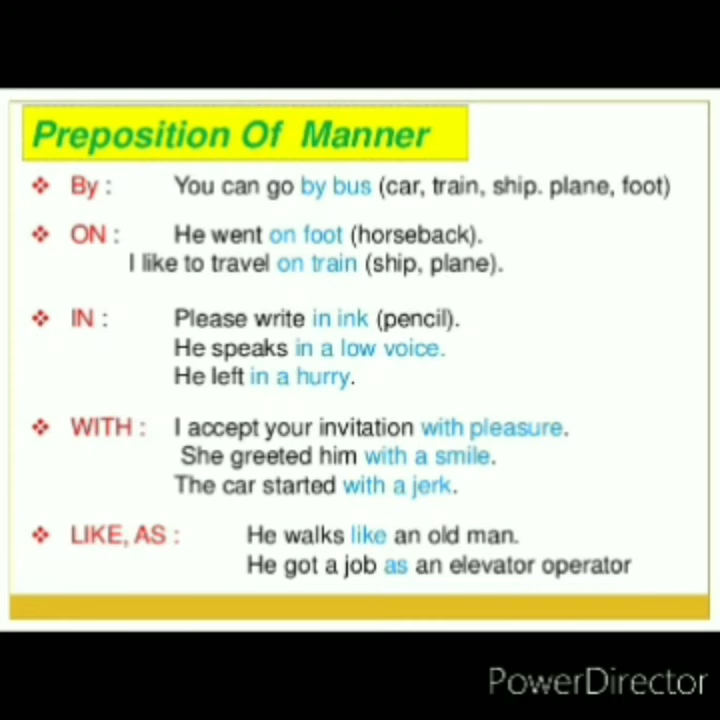 Preposition Of Manner
❖ By : You can go by bus (car, train, ship. plane, foot)
❖ ON : He went on foot (horseback).
I like to travel on train (ship, plane).
❖ IN : Please write in ink (pencil).
He speaks in a low voice.
He left in a hurry.
❖ WITH : I accept your invitation with pleasure.
She greeted him with a smile.
The car started with a jerk.
❖ LIKE, AS : He walks like an old man.
He got a job as an elevator operator
PowerDirector